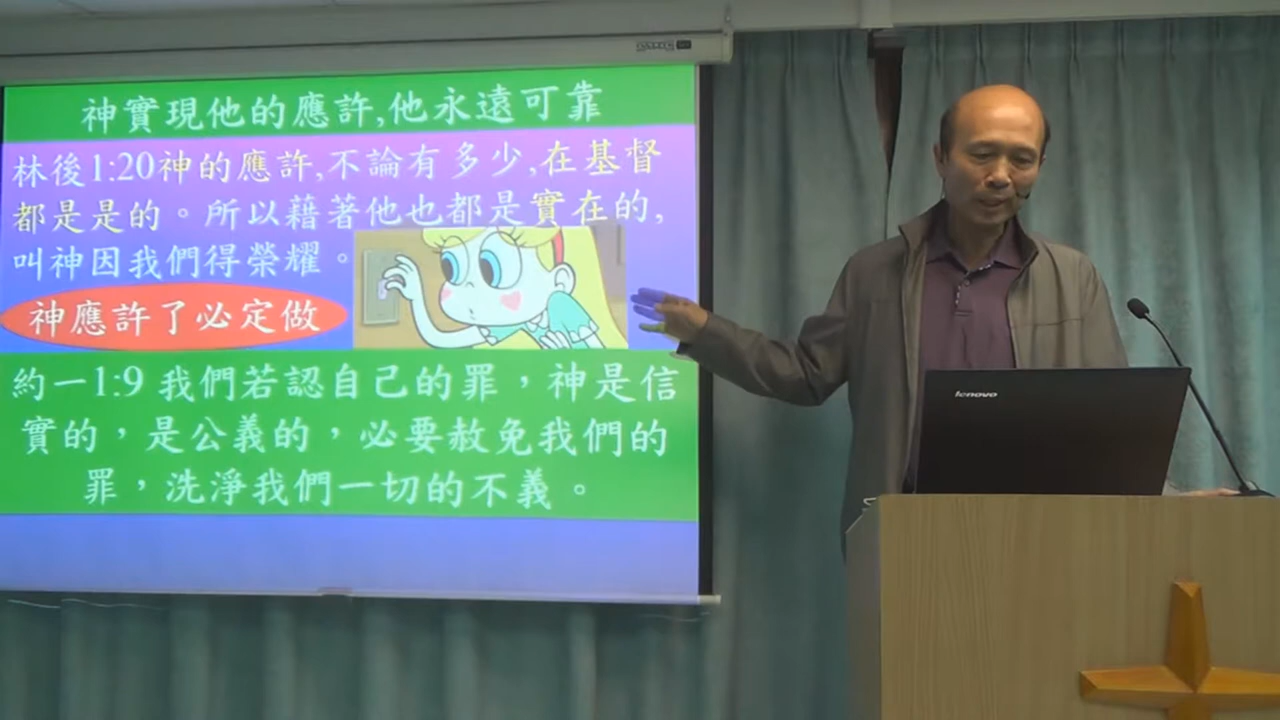 神實現他的應許,他永遠可靠
林後1:20神的應許,不論有多少,在基督
都是是的。所以藉著他也都是實在的,
叫神因我們得榮耀。
神應許了必定做
約一1:9 我們若認自己的罪，神是信
實的，是公義的，必要赦免我們的
罪，洗淨我們一切的不義。
lenovo